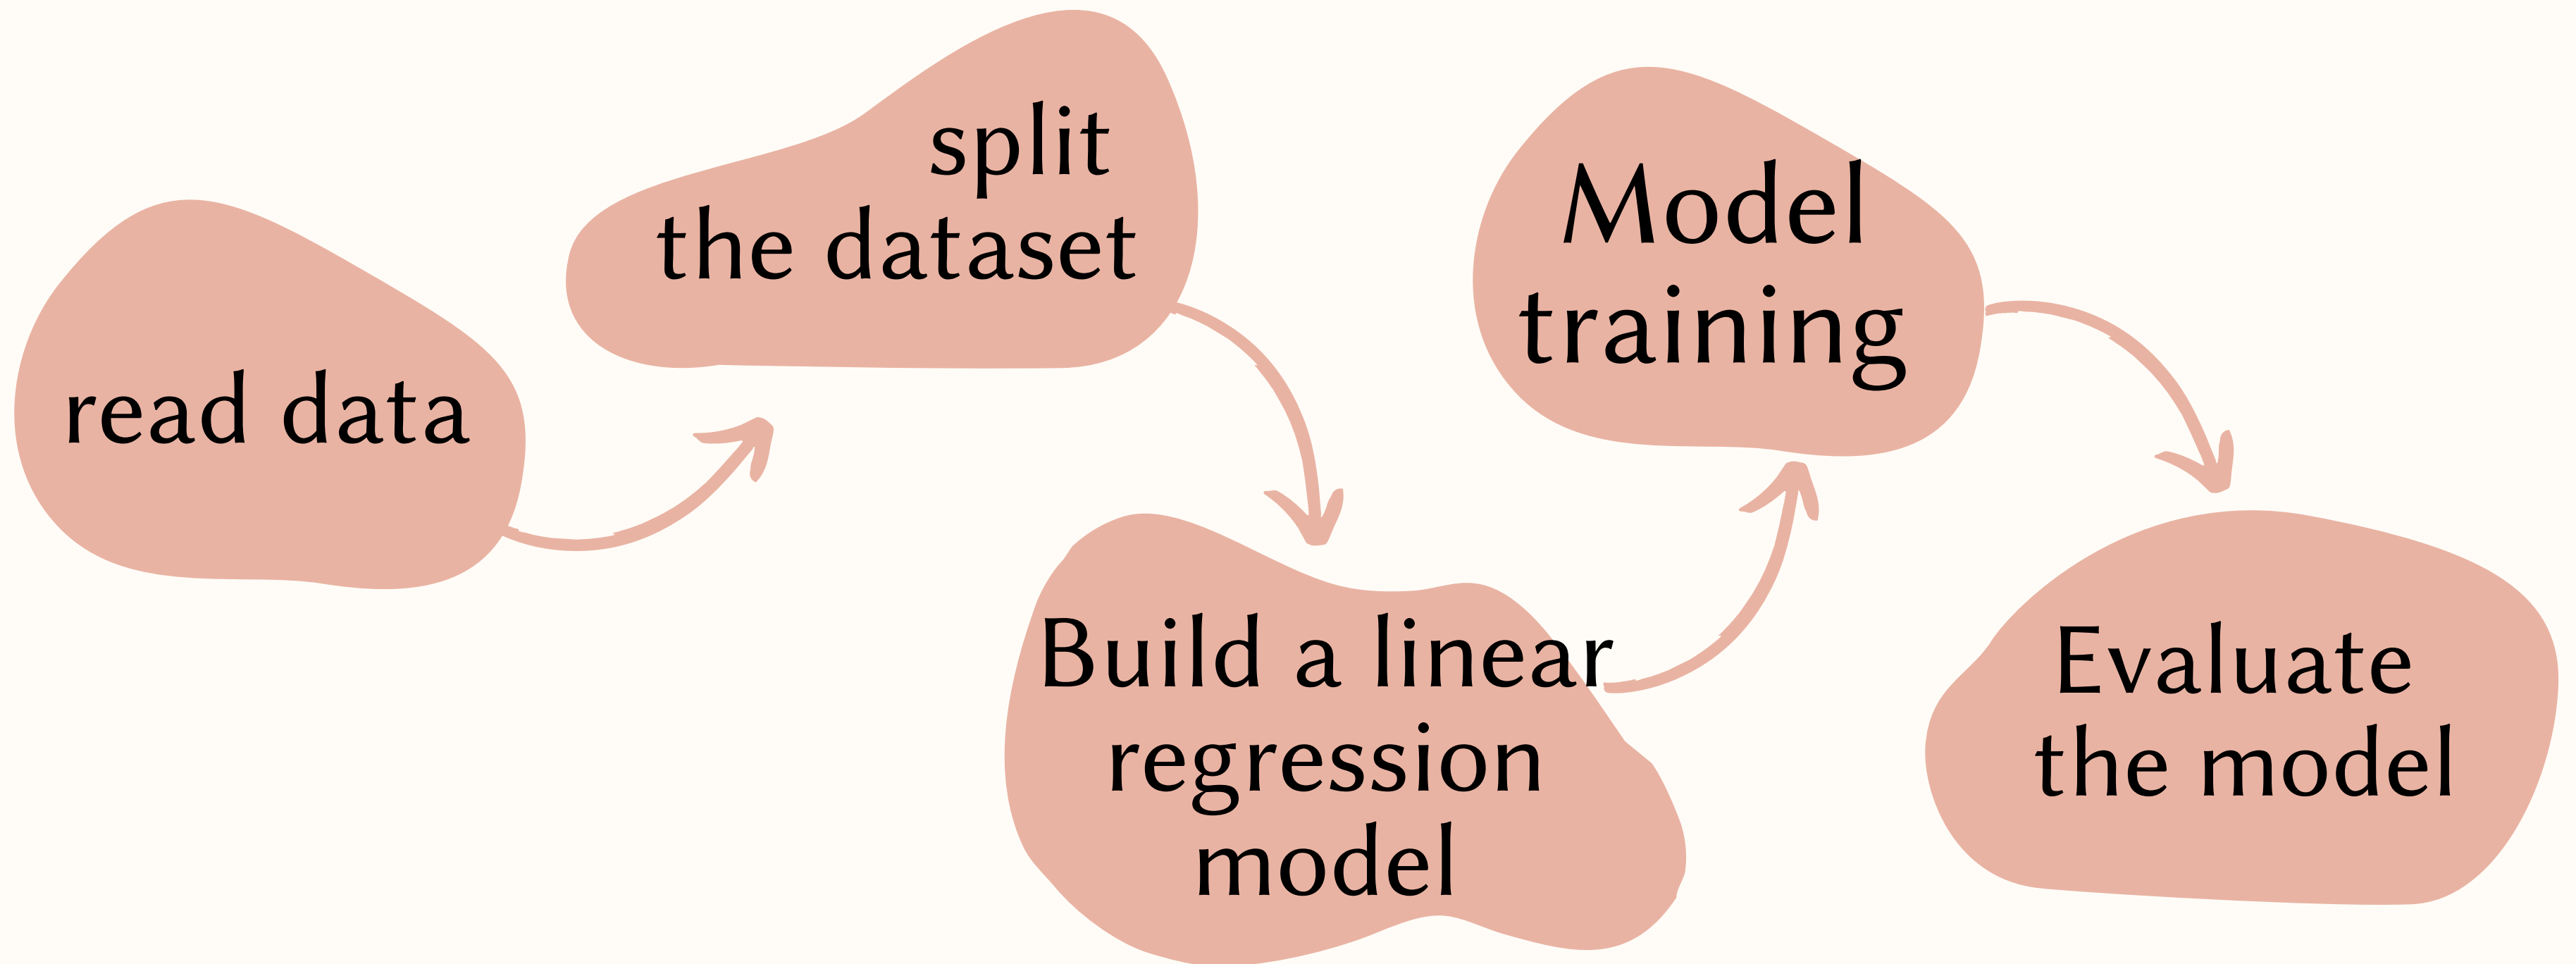 read data
split
the dataset
Build a linear
regression
model
Model
training
Evaluate
the model